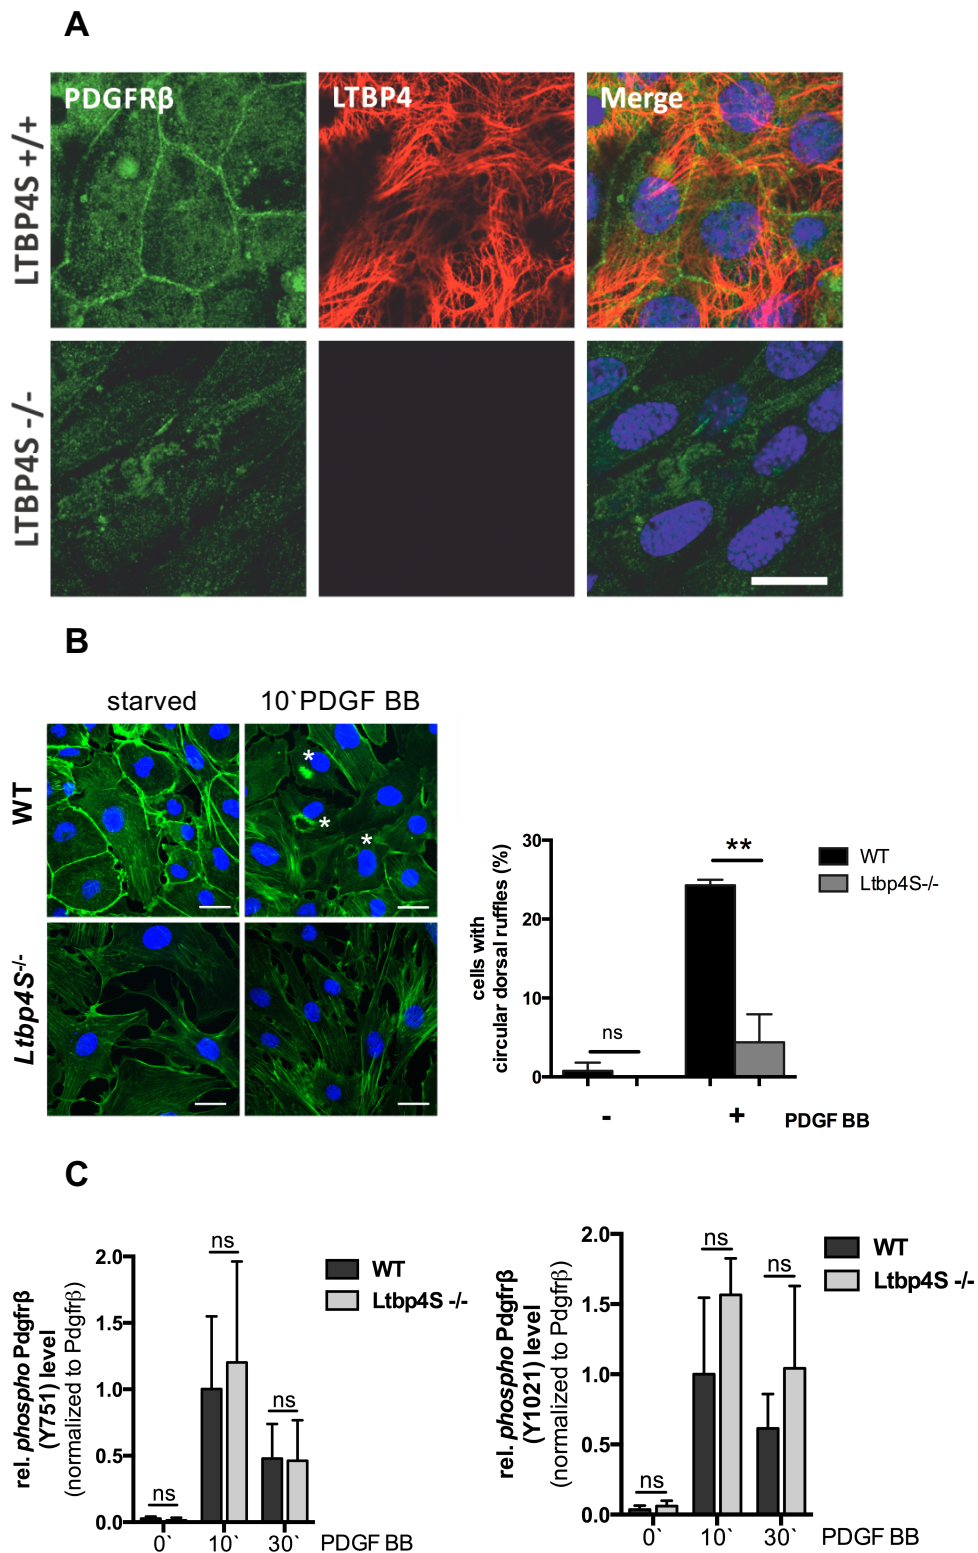 A
PDGFRβ
LTBP4
Merge
LTBP4S +/+
LTBP4S -/-
B
starved
10`PDGF BB
WT
*
*
*
Ltbp4S-/-
cells with
circular dorsal ruffles (%)
30
20
10
0
ns
**
WT
Ltbp4S-/-
-
+
PDGF BB
C
rel. phospho Pdgfrβ
(Y751) level
(normalized to Pdgfrβ)
2.0
1.5
1.0
0.5
0.0
ns
ns
ns
WT
Ltbp4S -/-
0`
10`
30`
PDGF BB
rel. phospho Pdgfrβ
(Y1021) level
(normalized to Pdgfrβ)
2.0
1.5
1.0
0.5
0.0
ns
ns
ns
WT
Ltbp4S -/-
0`
10`
30`
PDGF BB